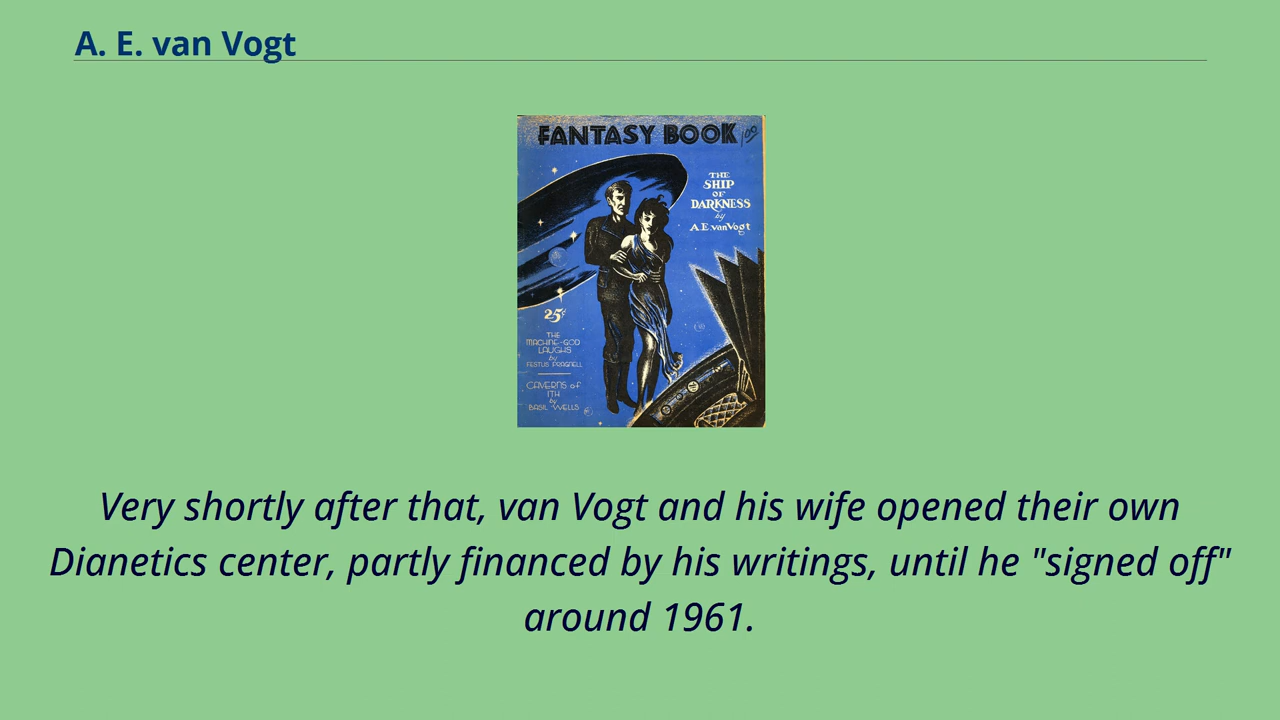 A. E. van Vogt
FANTASY BOOK
100
THE
SHIP
OF
DARKNESS
by
A.E. van Vogt
25¢
THE
MACHINE-GOD
LAUGHS
by
FESTUS PRAGNELL
CAVERNS of
ITH
by
BASIL WELLS
Very shortly after that, van Vogt and his wife opened their own
Dianetics center, partly financed by his writings, until he "signed off"
around 1961.